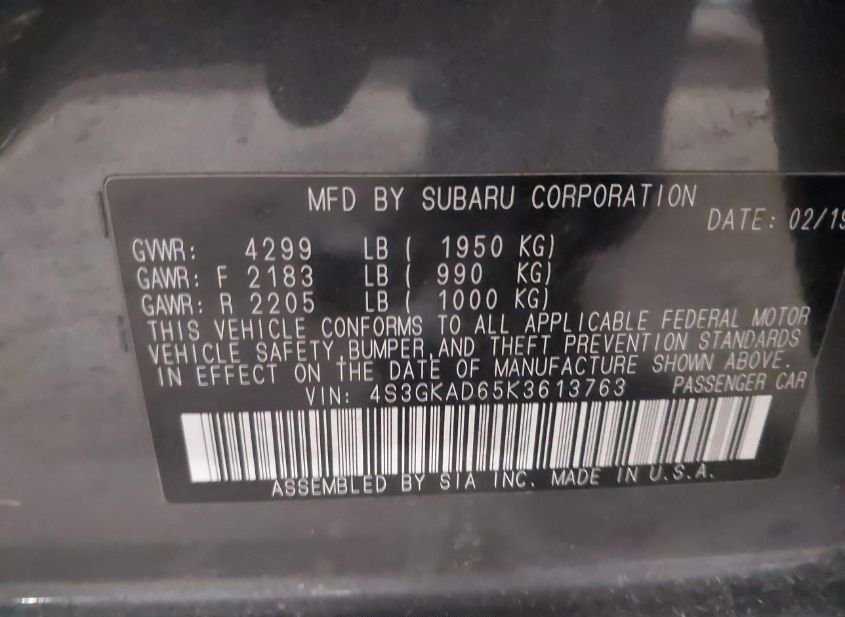 MFD BY SUBARU CORPORATION
DATE: 02/19
GVWR: 4299 LB ( 1950 KG)
GAWR: F 2183 LB ( 990 KG)
GAWR: R 2205 LB ( 1000 KG)
THIS VEHICLE CONFORMS TO ALL APPLICABLE FEDERAL MOTOR
VEHICLE SAFETY,BUMPER,AND THEFT PREVENTION STANDARDS
IN EFFECT ON THE DATE OF MANUFACTURE SHOWN ABOVE.
VIN: 4S3GKAD65K3613763 PASSENGER CAR
ASSEMBLED BY SIA INC. MADE IN U.S.A.